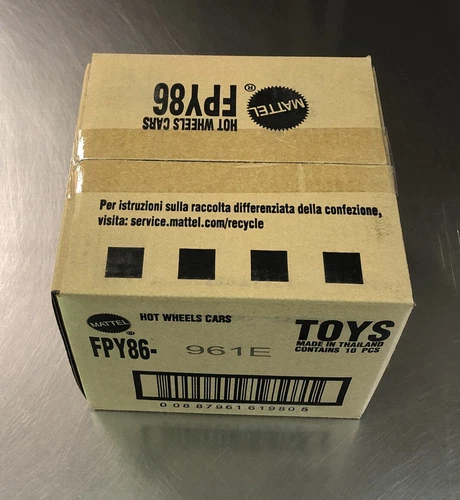 MATTEL
®
FPY86
HOT WHEELS CARS
Per istruzioni sulla raccolta differenziata della confezione,
visita: service.mattel.com/recycle
MATTEL
®
HOT WHEELS CARS
FPY86-
961E
TOYS
MADE IN THAILAND
CONTAINS 10 PCS
0 08 87961 61980 5